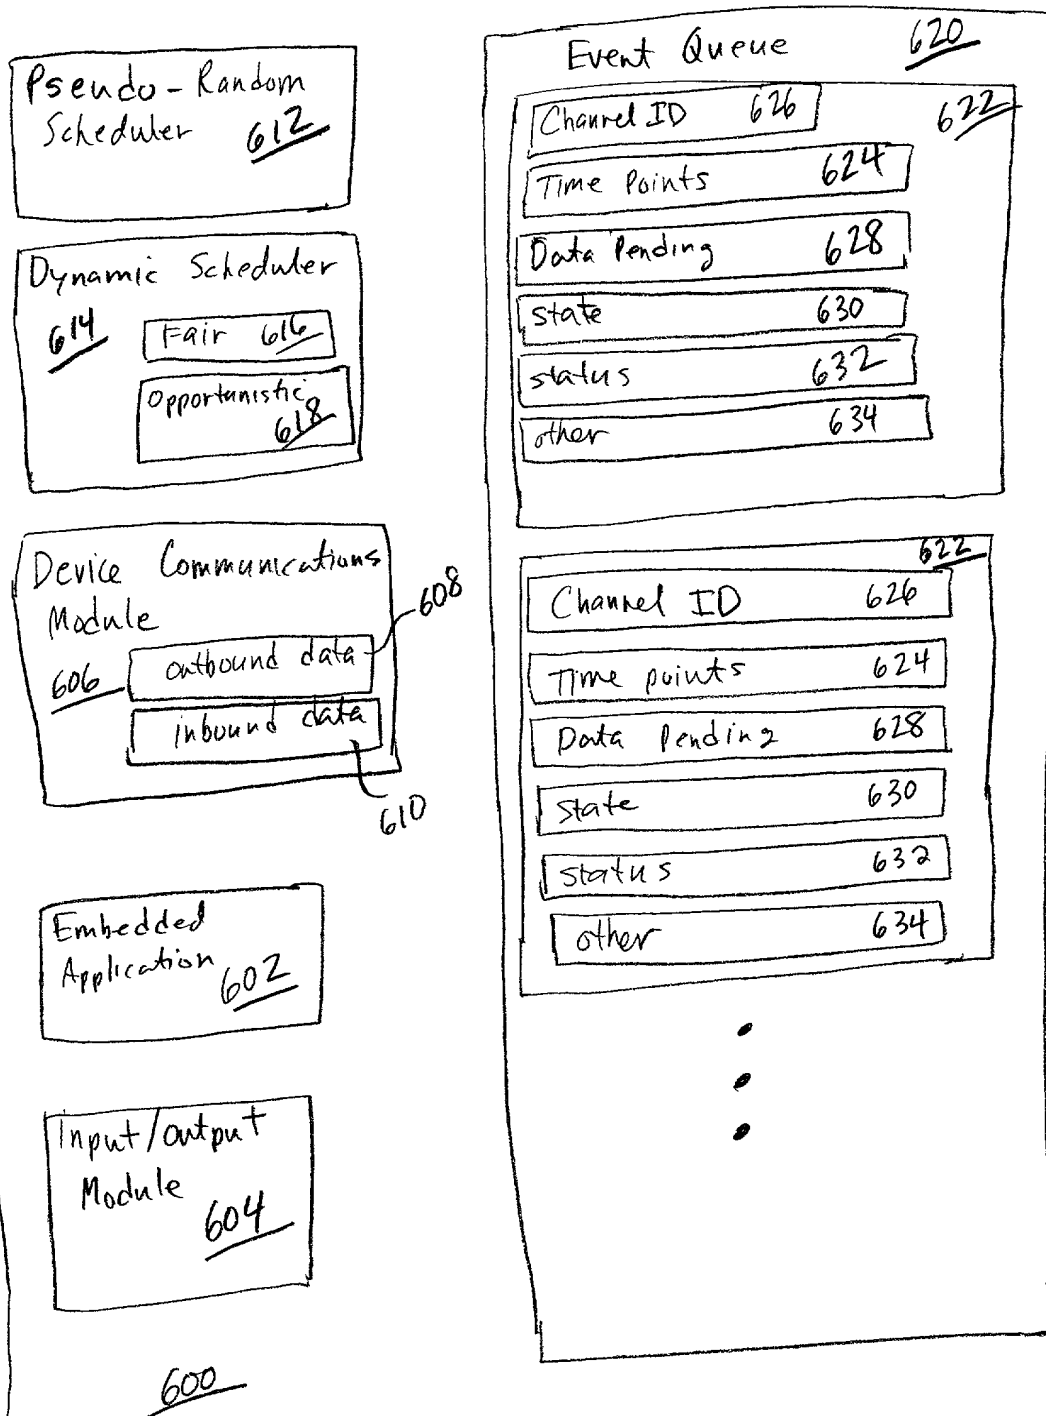 Pseudo-Random
Scheduler 612
Dynamic Scheduler
614
Fair 616
Opportunistic
618
Device Communications
Module
606
outbound data
608
inbound data
610
Embedded
Application
602
Input/output
Module
604
600
Event Queue 620
622
Channel ID 626
Time Points 624
Data Pending 628
state 630
status 632
other 634
622
Channel ID 626
Time points 624
Data Pending 628
state 630
status 632
other 634